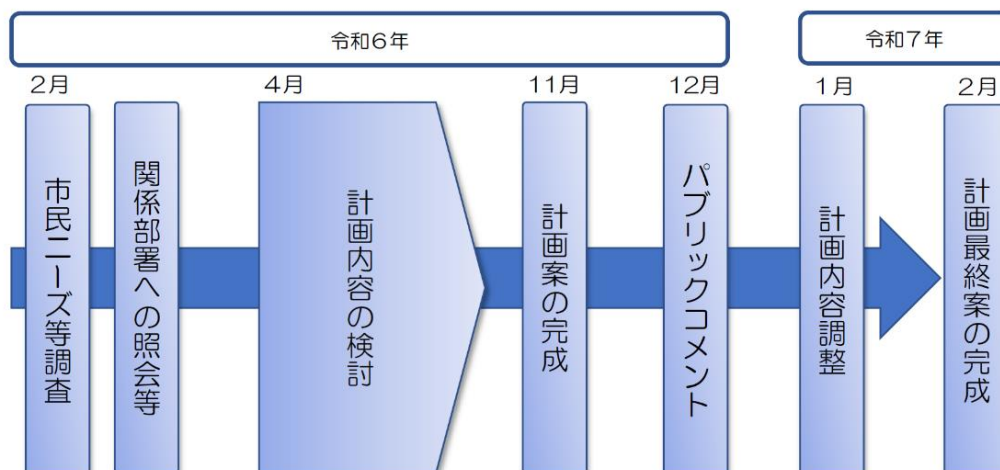 令和６年
令和７年
２月
４月
11月
12月
１月
２月
市民ニーズ等調査
関係部署への照会等
計画内容の検討
計画案の完成
パブリックコメント
計画内容調整
計画最終案の完成